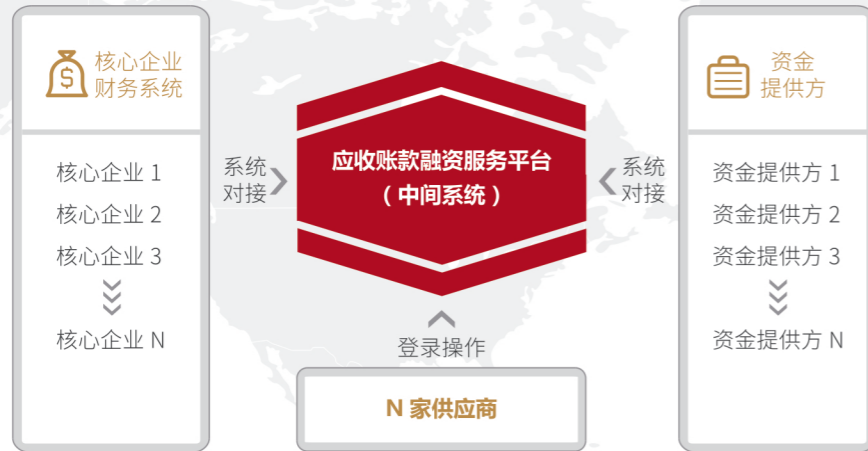 核心企业
财务系统
核心企业 1
核心企业 2
核心企业 3
核心企业 N
系统
对接
应收账款融资服务平台
（中间系统）
系统
对接
登录操作
N 家供应商
资金
提供方
资金提供方 1
资金提供方 2
资金提供方 3
资金提供方 N